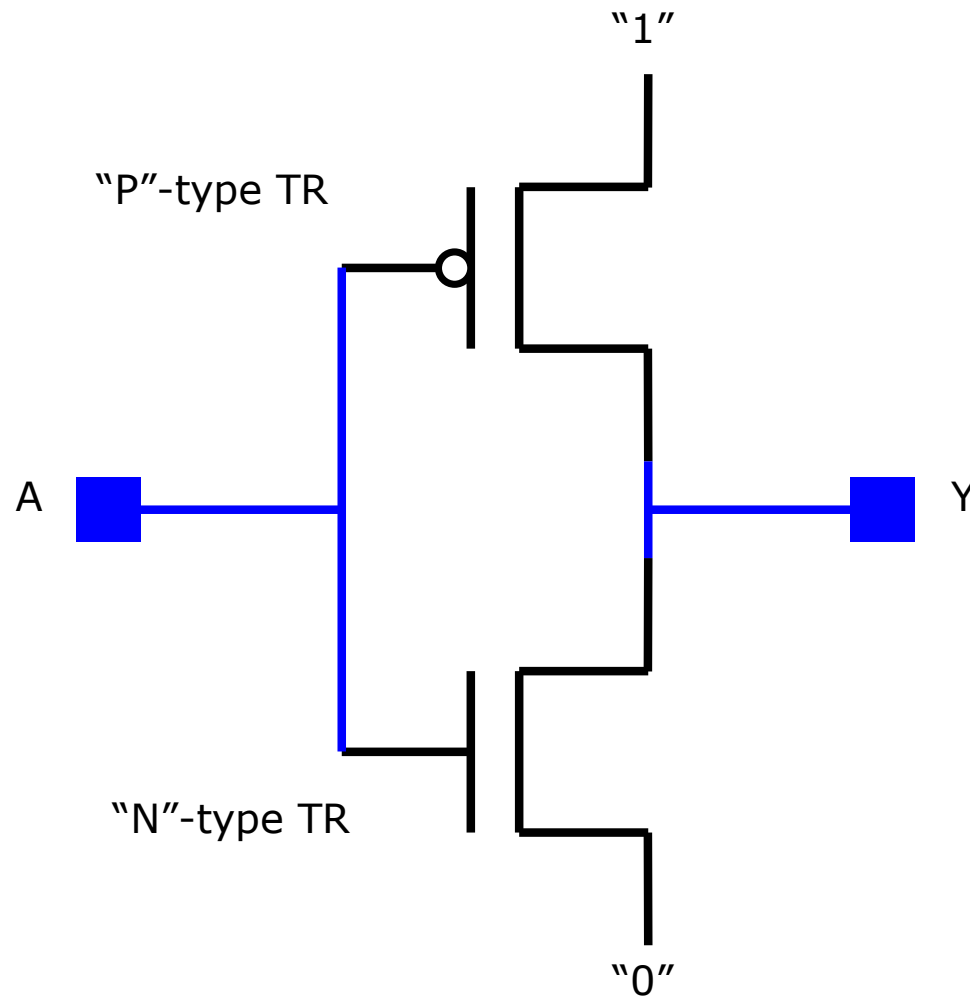 “1”
“P”-type TR
A
Y
“N”-type TR
“0”